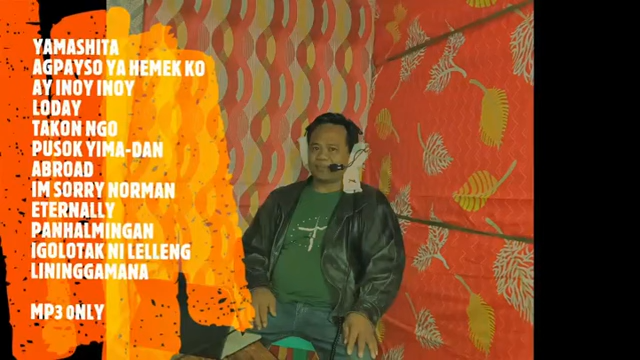 YAMASHITA
AGPAYSO YA HEMEK KO
AY INOY INOY
LODAY
TAKON NGO
PUSOK YIMA-DAN
ABROAD
IM SORRY NORMAN
ETERNALLY
PANHALMINGAN
IGOLOTAK NI LELLENG
LININGGAMANA
MP3 ONLY